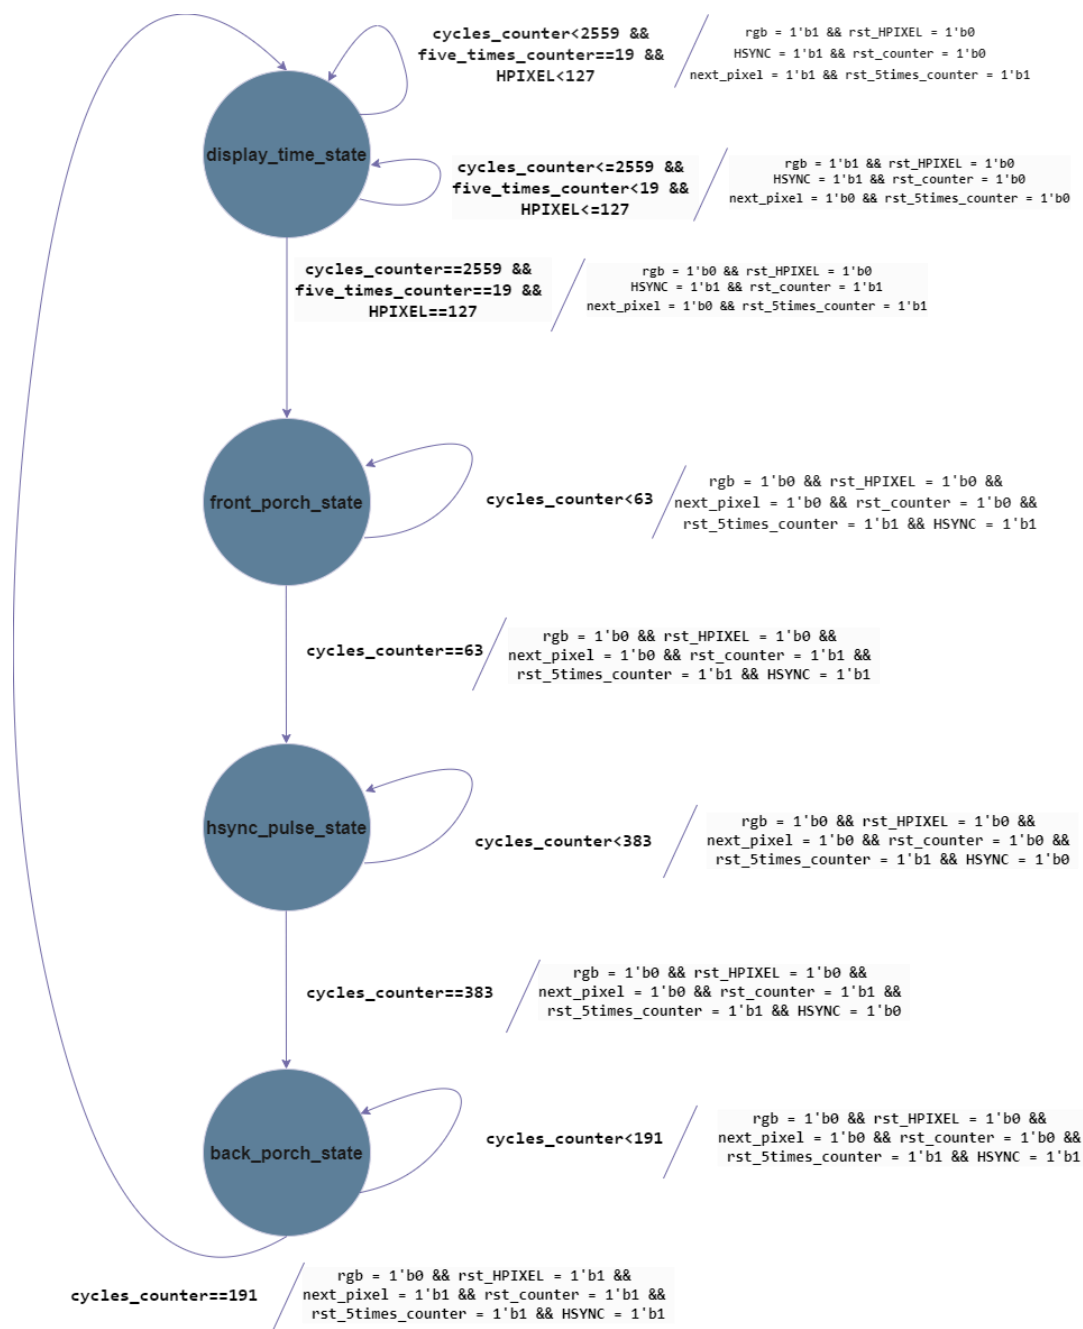 cycles_counter<2559 &&
five_times_counter==19 &&
HPIXEL<127
rgb = 1'b1 && rst_HPIXEL = 1'b0
HSYNC = 1'b1 && rst_counter = 1'b0
next_pixel = 1'b1 && rst_5times_counter = 1'b1
display_time_state
cycles_counter<=2559 &&
five_times_counter<19 &&
HPIXEL<=127
rgb = 1'b1 && rst_HPIXEL = 1'b0
HSYNC = 1'b1 && rst_counter = 1'b0
next_pixel = 1'b0 && rst_5times_counter = 1'b0
cycles_counter==2559 &&
five_times_counter==19 &&
HPIXEL==127
rgb = 1'b0 && rst_HPIXEL = 1'b0
HSYNC = 1'b1 && rst_counter = 1'b1
next_pixel = 1'b0 && rst_5times_counter = 1'b1
front_porch_state
cycles_counter<63
rgb = 1'b0 && rst_HPIXEL = 1'b0 &&
next_pixel = 1'b0 && rst_counter = 1'b0 &&
rst_5times_counter = 1'b1 && HSYNC = 1'b1
cycles_counter==63
rgb = 1'b0 && rst_HPIXEL = 1'b0 &&
next_pixel = 1'b0 && rst_counter = 1'b1 &&
rst_5times_counter = 1'b1 && HSYNC = 1'b1
hsync_pulse_state
cycles_counter<383
rgb = 1'b0 && rst_HPIXEL = 1'b0 &&
next_pixel = 1'b0 && rst_counter = 1'b0 &&
rst_5times_counter = 1'b1 && HSYNC = 1'b0
cycles_counter==383
rgb = 1'b0 && rst_HPIXEL = 1'b0 &&
next_pixel = 1'b0 && rst_counter = 1'b1 &&
rst_5times_counter = 1'b1 && HSYNC = 1'b0
back_porch_state
cycles_counter<191
rgb = 1'b0 && rst_HPIXEL = 1'b0 &&
next_pixel = 1'b0 && rst_counter = 1'b0 &&
rst_5times_counter = 1'b1 && HSYNC = 1'b1
cycles_counter==191
rgb = 1'b0 && rst_HPIXEL = 1'b1 &&
next_pixel = 1'b1 && rst_counter = 1'b1 &&
rst_5times_counter = 1'b1 && HSYNC = 1'b1